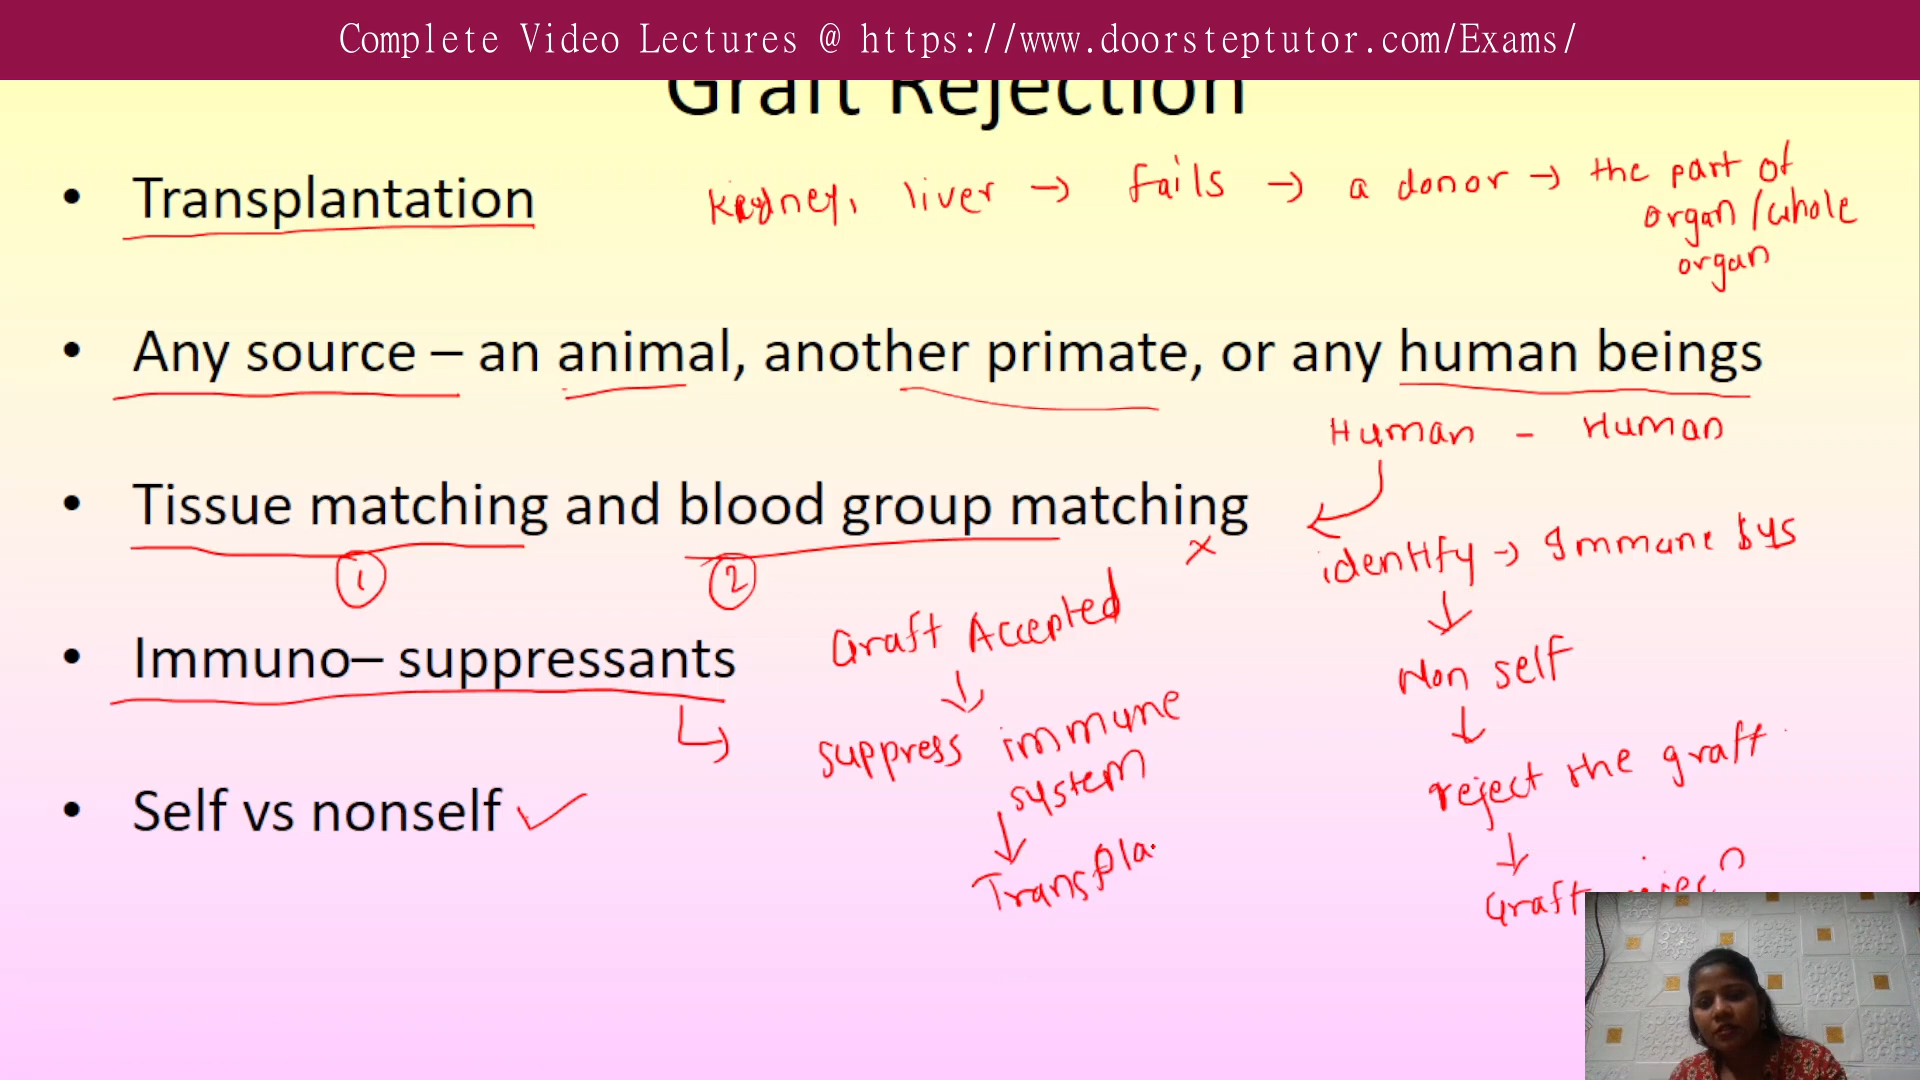 Complete Video Lectures @ https://www.doorsteptutor.com/Exams/
Graft Rejection
• Transplantation
kidney, liver → fails → a donor → the part of
organ / whole
organ
• Any source – an animal, another primate, or any human beings
Human - Human
• Tissue matching and blood group matching
1 2 x
identify → Immune sys
↓
Non self
↓
reject the graft
↓
Graft
• Immuno– suppressants
Graft Accepted
↓
suppress immune
system
↓
Transpla
• Self vs nonself ✓